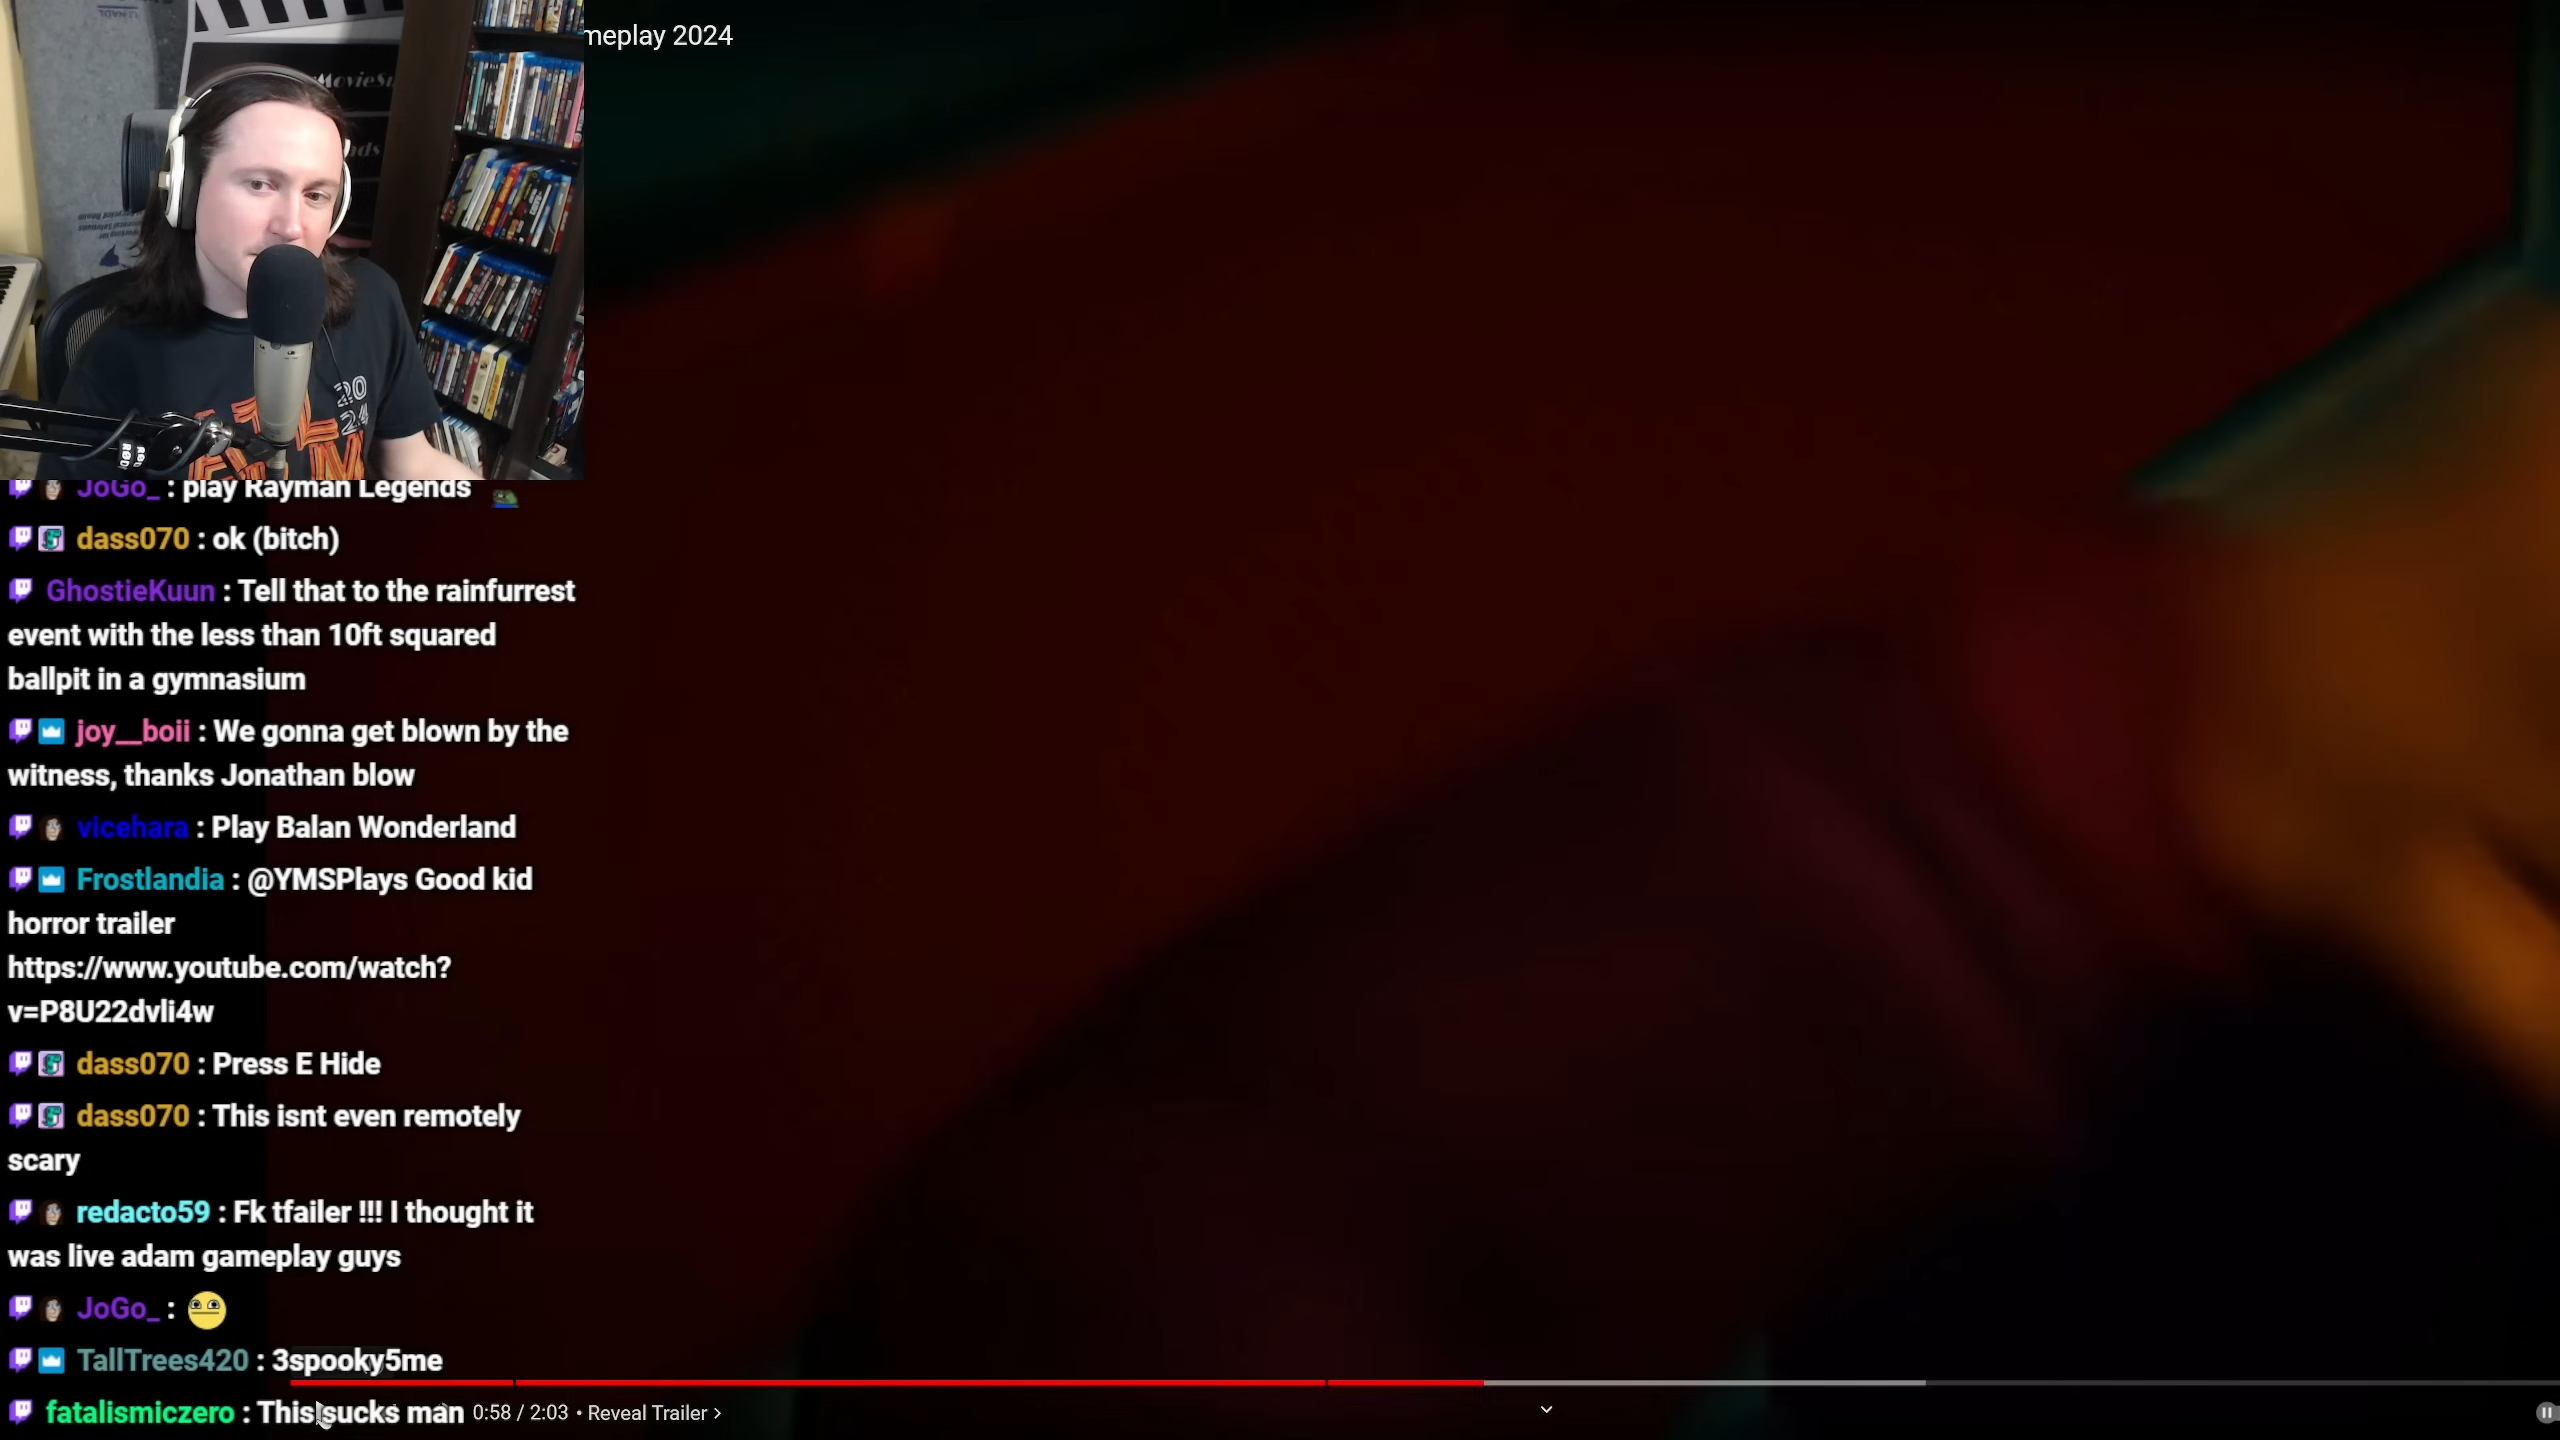 meplay 2024
MovieSu
ds
20
24
JoGo_ : play Rayman Legends
dass070 : ok (bitch)
GhostieKuun : Tell that to the rainfurrest
event with the less than 10ft squared
ballpit in a gymnasium
joy__boii : We gonna get blown by the
witness, thanks Jonathan blow
vicehara : Play Balan Wonderland
Frostlandia : @YMSPlays Good kid
horror trailer
https://www.youtube.com/watch?
v=P8U22dvli4w
dass070 : Press E Hide
dass070 : This isnt even remotely
scary
redacto59 : Fk tfailer !!! I thought it
was live adam gameplay guys
JoGo_ :
TallTrees420 : 3spooky5me
fatalismiczero : This sucks man
0:58 / 2:03 • Reveal Trailer >